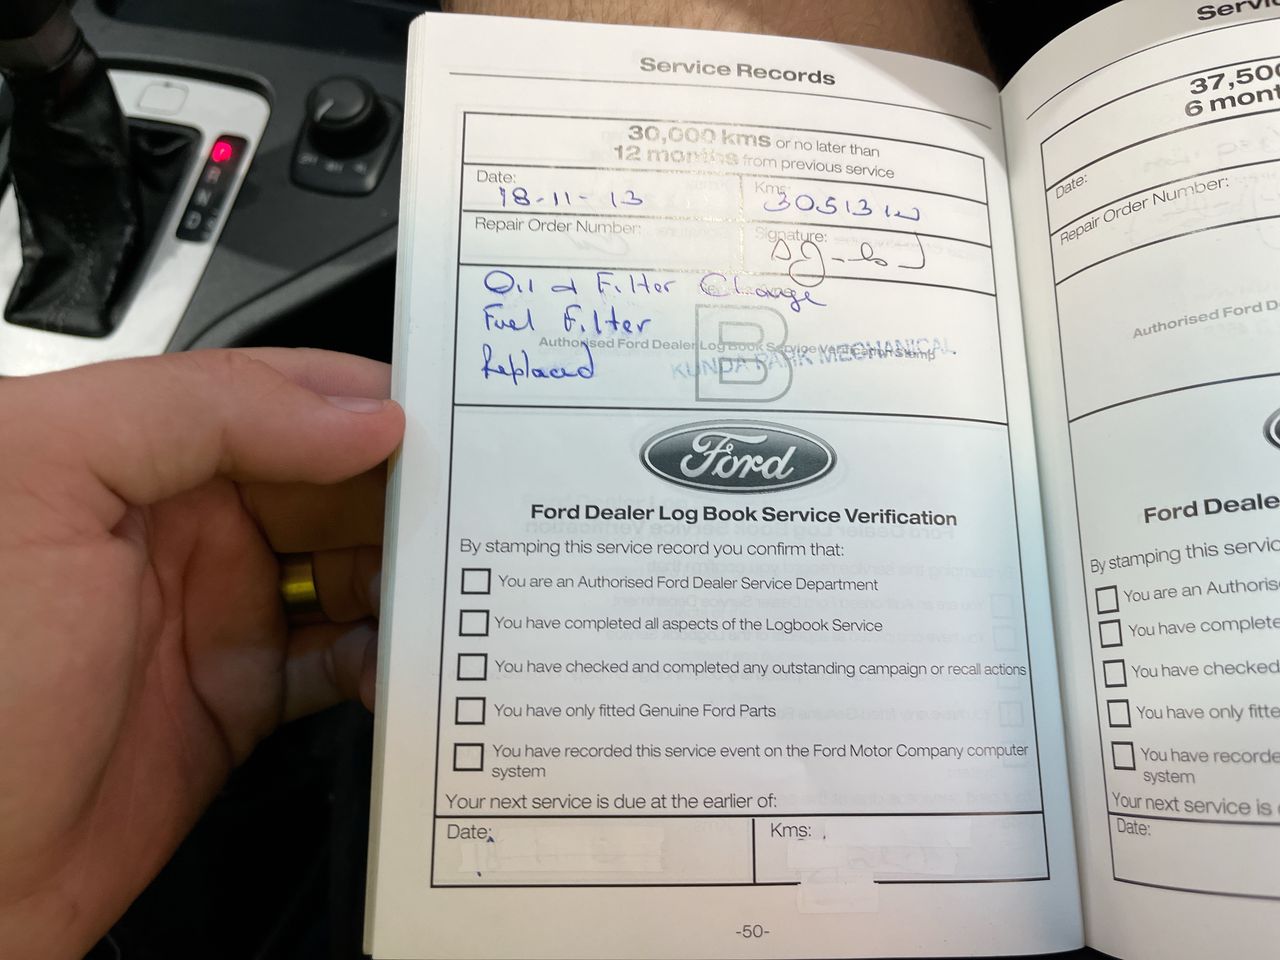 Service Records
30,000 kms or no later than
12 months from previous service
Date: 18-11-13
Kms:
Repair Order Number:
Signature:
Oil & Filter Change
Fuel Filter
Authorised Ford Dealer Log Book Service Verification Stamp
KUNDA PARK MECHANICAL
Replaced
B
Ford
Ford Dealer Log Book Service Verification
By stamping this service record you confirm that:
You are an Authorised Ford Dealer Service Department
You have completed all aspects of the Logbook Service
You have checked and completed any outstanding campaign or recall actions
You have only fitted Genuine Ford Parts
You have recorded this service event on the Ford Motor Company computer
system
Your next service is due at the earlier of:
Date:
Kms:
-50-
37,500
6 mont
Date:
Repair Order Number:
Authorised Ford D
Ford Deale
By stamping this servic
You are an Authoris
You have complete
You have checked
You have only fitte
You have recorde
system
Your next service is
Date:
R
N
D